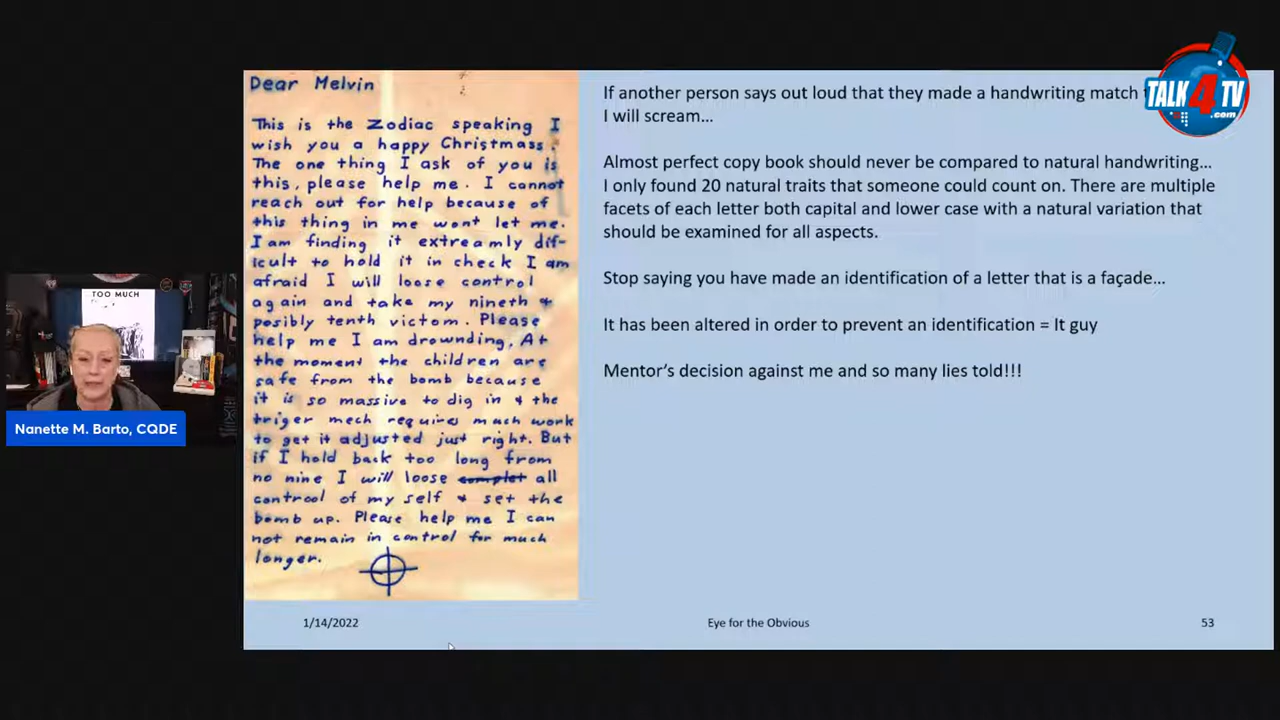 Dear Melvin
This is the Zodiac speaking I
wish you a happy Christmass.
The one thing I ask of you is
this, please help me. I cannot
reach out for help because of
this thing in me wont let me.
I am finding it extreamly dif-
icult to hold it in check I am
afraid I will loose control
again and take my nineth &
posibly tenth victom. Please
help me I am drownding. At
the moment the children are
safe from the bomb because
it is so massive to dig in & the
triger mech requires much work
to get it adjusted just right. But
if I hold back too long from
no nine I will loose complet all
controol of my self & set the
bomb up. Please help me I can
not remain in control for much
longer.
If another person says out loud that they made a handwriting match
I will scream...
Almost perfect copy book should never be compared to natural handwriting...
I only found 20 natural traits that someone could count on. There are multiple
facets of each letter both capital and lower case with a natural variation that
should be examined for all aspects.
Stop saying you have made an identification of a letter that is a façade...
It has been altered in order to prevent an identification = It guy
Mentor's decision against me and so many lies told!!!
TALK4TV
.com
TOO MUCH
Nanette M. Barto, CQDE
1/14/2022
Eye for the Obvious
53